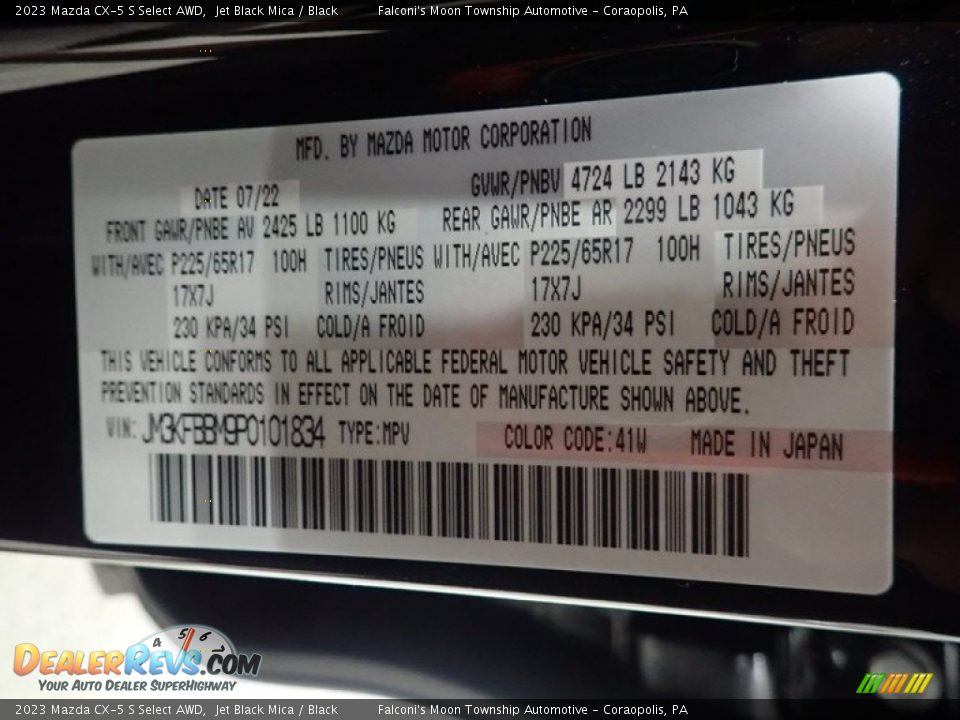 2023 Mazda CX-5 S Select AWD, Jet Black Mica / Black Falconi's Moon Township Automotive - Coraopolis, PA
MFD. BY MAZDA MOTOR CORPORATION
DATE 07/22 GVWR/PNBV 4724 LB 2143 KG
FRONT GAWR/PNBE AV 2425 LB 1100 KG REAR GAWR/PNBE AR 2299 LB 1043 KG
WITH/AVEC P225/65R17 100H TIRES/PNEUS WITH/AVEC P225/65R17 100H TIRES/PNEUS
17X7J RIMS/JANTES 17X7J RIMS/JANTES
230 KPA/34 PSI COLD/A FROID 230 KPA/34 PSI COLD/A FROID
THIS VEHICLE CONFORMS TO ALL APPLICABLE FEDERAL MOTOR VEHICLE SAFETY AND THEFT
PREVENTION STANDARDS IN EFFECT ON THE DATE OF MANUFACTURE SHOWN ABOVE.
VIN: JM3KFBBM9P0101834 TYPE:MPV COLOR CODE:41W MADE IN JAPAN
4 5 6
DEALERREVS.COM
YOUR AUTO DEALER SUPERHIGHWAY
2023 Mazda CX-5 S Select AWD, Jet Black Mica / Black Falconi's Moon Township Automotive - Coraopolis, PA